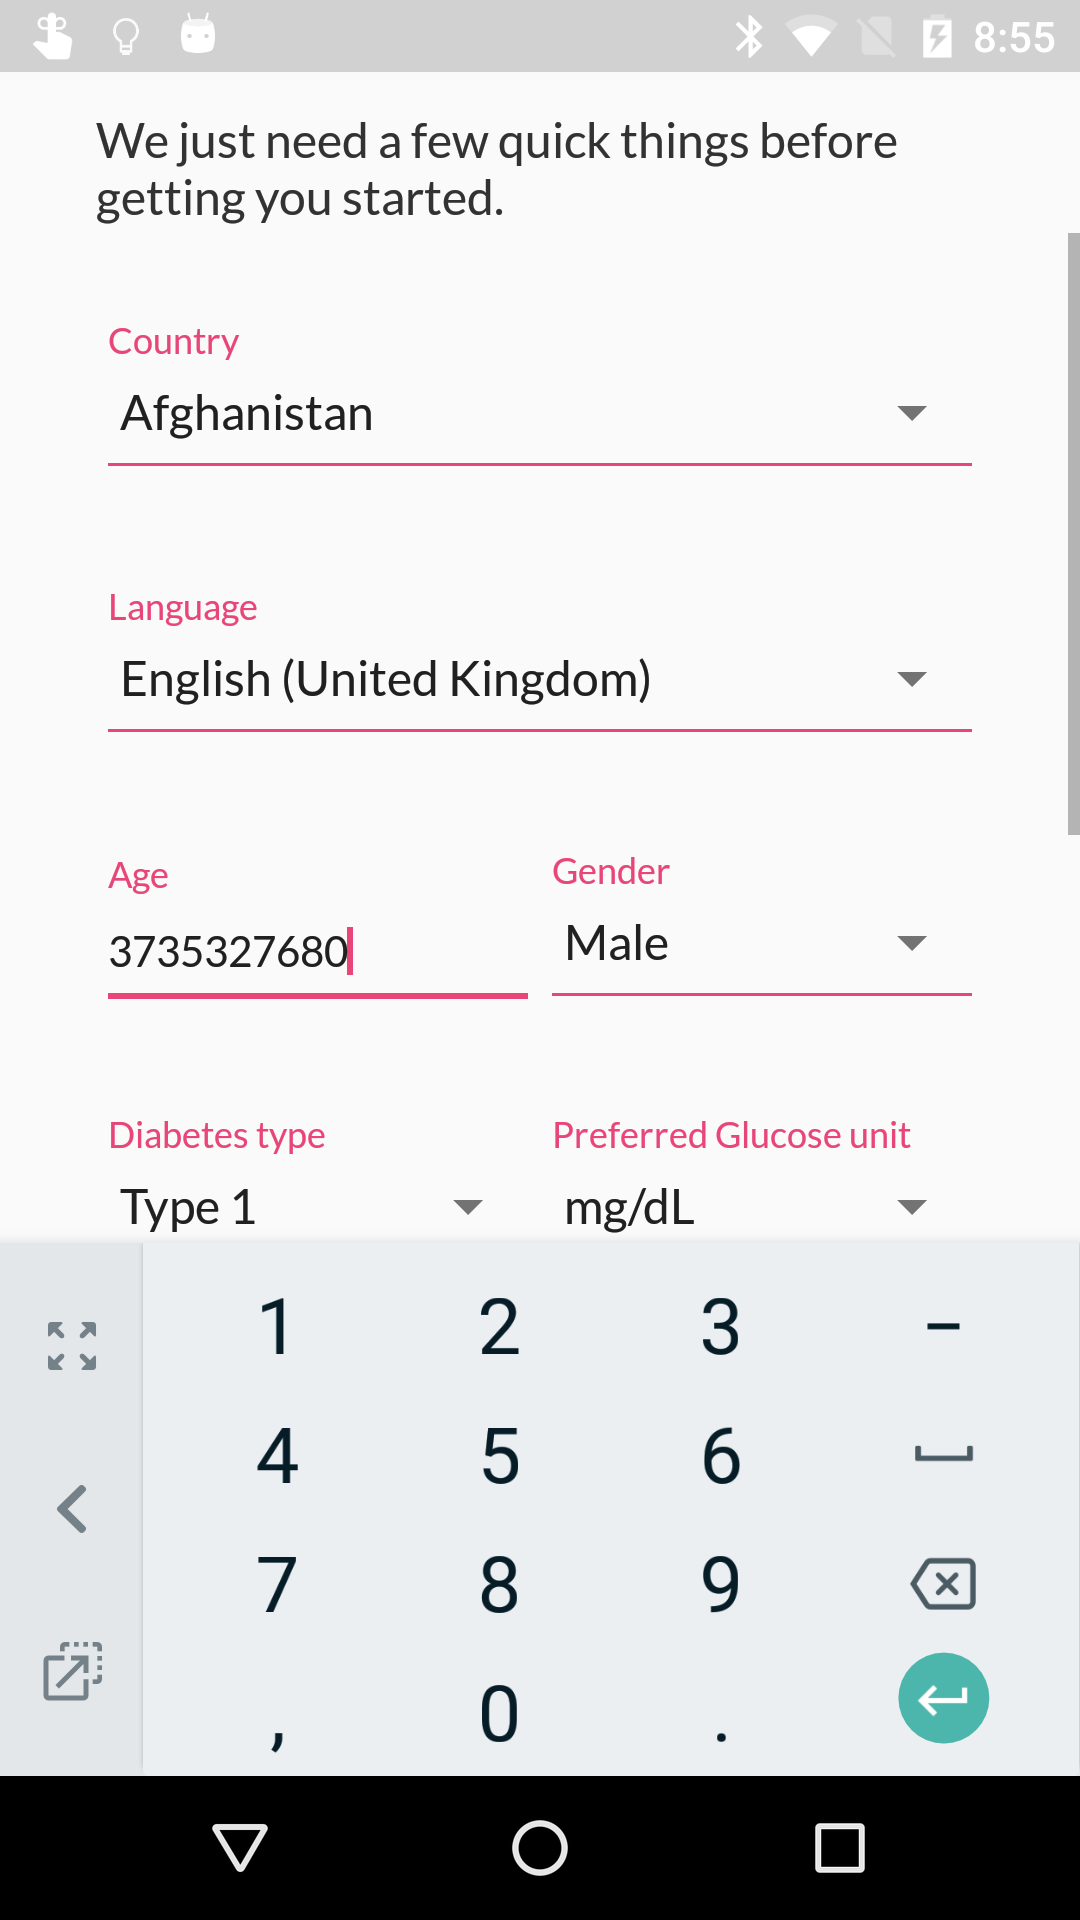 8:55
We just need a few quick things before
getting you started.
Country
Afghanistan
Language
English (United Kingdom)
Age
Gender
3735327680
Male
Diabetes type
Preferred Glucose unit
Type 1
mg/dL
1 2 3 –
4 5 6
7 8 9
, 0 .